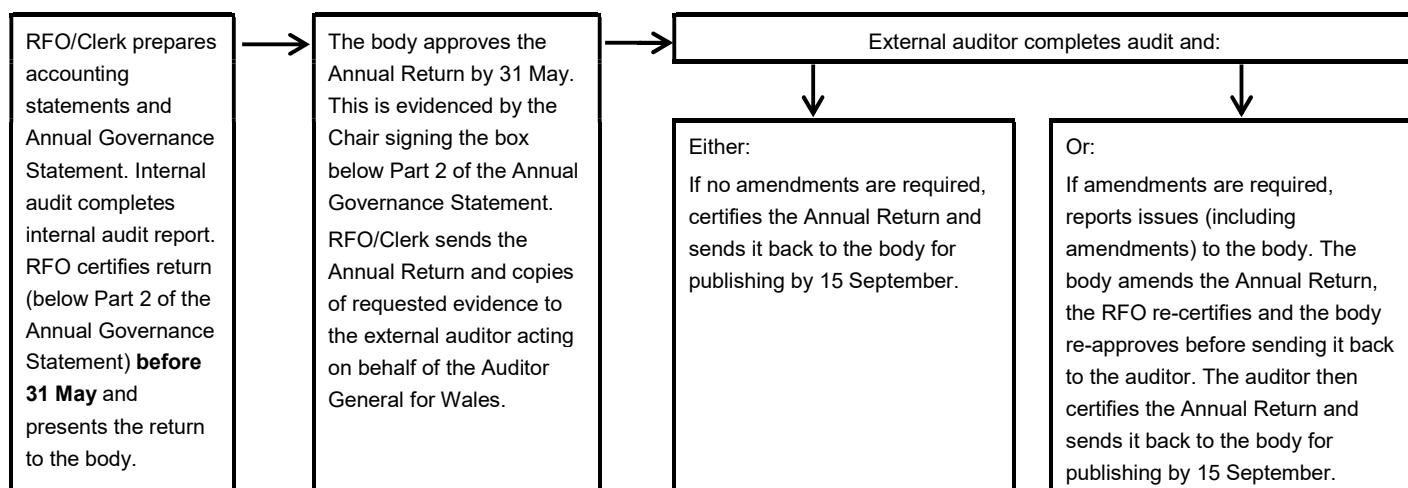 RFO/Clerk prepares
accounting
statements and
Annual Governance
Statement. Internal
audit completes
internal audit report.
RFO certifies return
(below Part 2 of the
Annual Governance
Statement) before
31 May and
presents the return
to the body.
The body approves the
Annual Return by 31 May.
This is evidenced by the
Chair signing the box
below Part 2 of the Annual
Governance Statement.
RFO/Clerk sends the
Annual Return and copies
of requested evidence to
the external auditor acting
on behalf of the Auditor
General for Wales.
External auditor completes audit and:
Either:
If no amendments are required,
certifies the Annual Return and
sends it back to the body for
publishing by 15 September.
Or:
If amendments are required,
reports issues (including
amendments) to the body. The
body amends the Annual Return,
the RFO re-certifies and the body
re-approves before sending it back
to the auditor. The auditor then
certifies the Annual Return and
sends it back to the body for
publishing by 15 September.